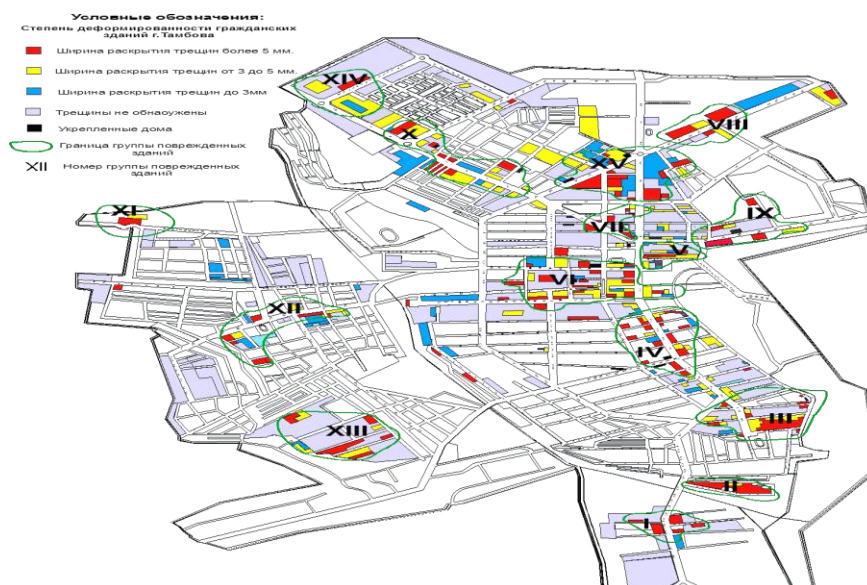 Условные обозначения:
Степень деформированности гражданских
зданий г.Тамбова
Ширина раскрытия трещин более 5 мм.
Ширина раскрытия трещин от 3 до 5 мм.
Ширина раскрытия трещин до 3мм
Трещины не обнасужены
Укрепленные дома
Граница группы поврежденных
зданий
XII Номер группы поврежденных
зданий
XIV
X
VIII
XV
XI
IX
VII
V
VI
XII
IV
III
XIII
II
I